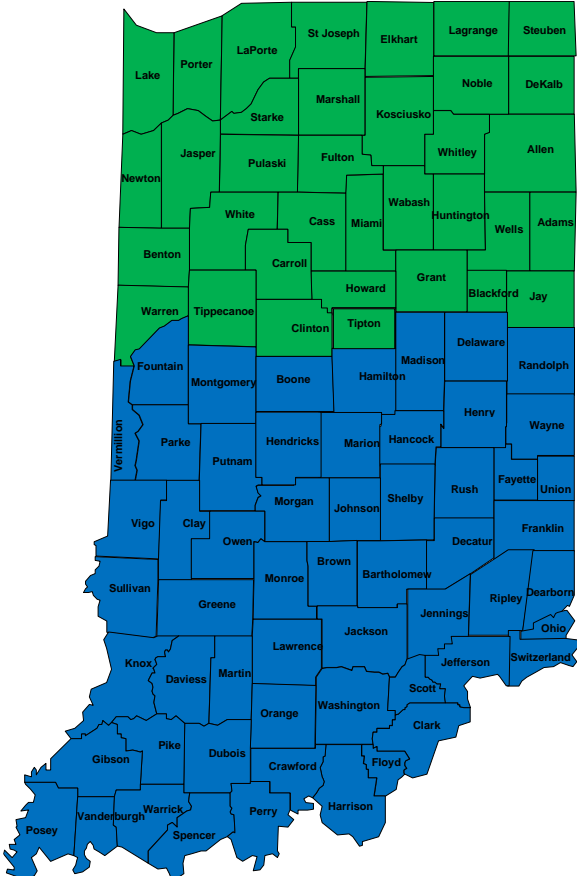 St Joseph
Lagrange
Steuben
Elkhart
LaPorte
Porter
Lake
Noble
DeKalb
Marshall
Starke
Kosciusko
Allen
Whitley
Jasper
Fulton
Pulaski
Newton
Wabash
Huntington
White
Cass
Miami
Wells
Adams
Benton
Carroll
Grant
Howard
Blackford
Jay
Warren
Tippecanoe
Clinton
Tipton
Delaware
Madison
Randolph
Fountain
Montgomery
Boone
Hamilton
Henry
Wayne
Vermillion
Parke
Hendricks
Marion
Hancock
Putnam
Fayette
Union
Rush
Morgan
Johnson
Shelby
Vigo
Clay
Franklin
Owen
Decatur
Brown
Bartholomew
Monroe
Sullivan
Greene
Dearborn
Ripley
Jennings
Ohio
Jackson
Lawrence
Switzerland
Jefferson
Knox
Daviess
Martin
Scott
Washington
Orange
Clark
Pike
Dubois
Gibson
Crawford
Floyd
Harrison
Warrick
Perry
Vanderburgh
Posey
Spencer